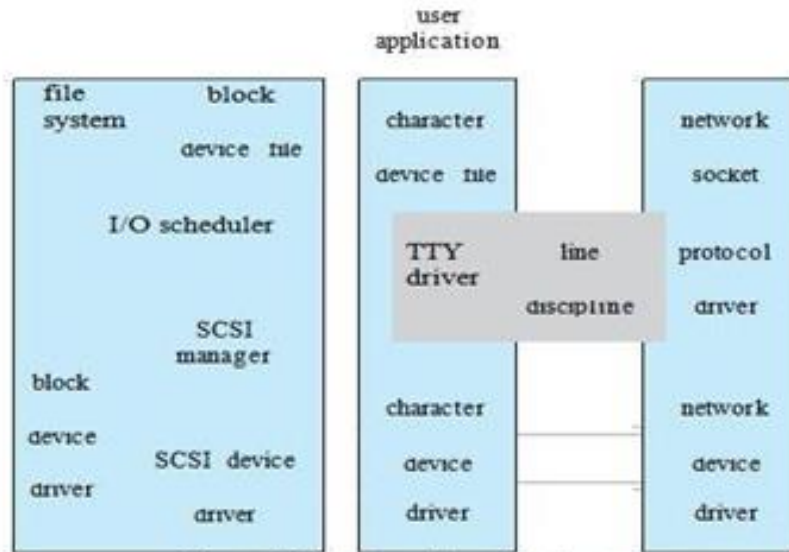 user
application
file
system
block
device file
I/O scheduler
SCSI
manager
block
device
driver
SCSI device
driver
character
device file
TTY
driver
line
discipline
character
device
driver
network
socket
protocol
driver
network
device
driver